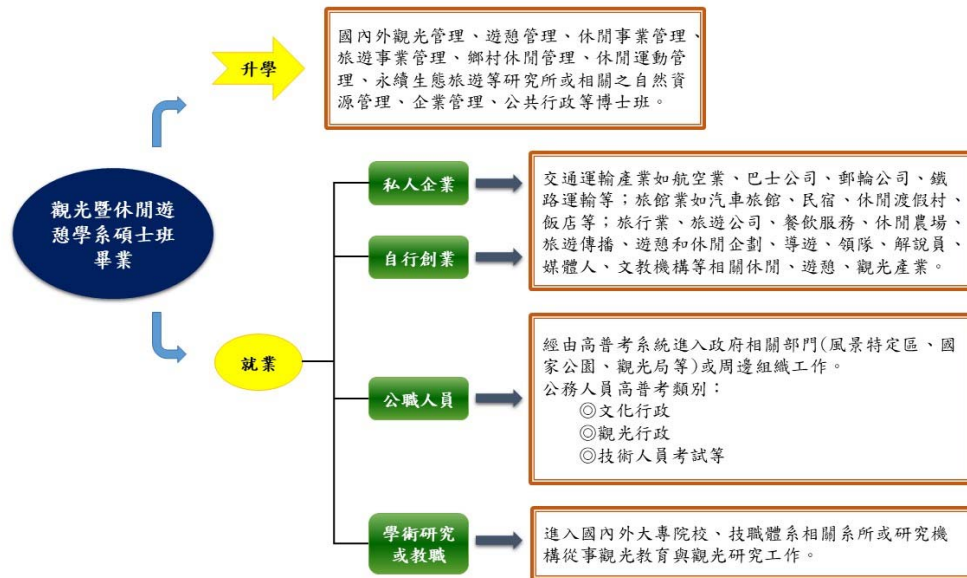 升學
國內外觀光管理、遊憩管理、休閒事業管理、
旅遊事業管理、鄉村休閒管理、休閒運動管
理、永續生態旅遊等研究所或相關之自然資
源管理、企業管理、公共行政等博士班。
觀光暨休閒遊
憩學系碩士班
畢業
就業
私人企業
自行創業
交通運輸產業如航空業、巴士公司、郵輪公司、鐵
路運輸等；旅館業如汽車旅館、民宿、休閒渡假村、
飯店等；旅行業、旅遊公司、餐飲服務、休閒農場、
旅遊傳播、遊憩和休閒企劃、導遊、領隊、解說員、
媒體人、文教機構等相關休閒、遊憩、觀光產業。
公職人員
經由高普考系統進入政府相關部門(風景特定區、國
家公園、觀光局等)或周邊組織工作。
公務人員高普考類別：
◎文化行政
◎觀光行政
◎技術人員考試等
學術研究
或教職
進入國內外大專院校、技職體系相關系所或研究機
構從事觀光教育與觀光研究工作。